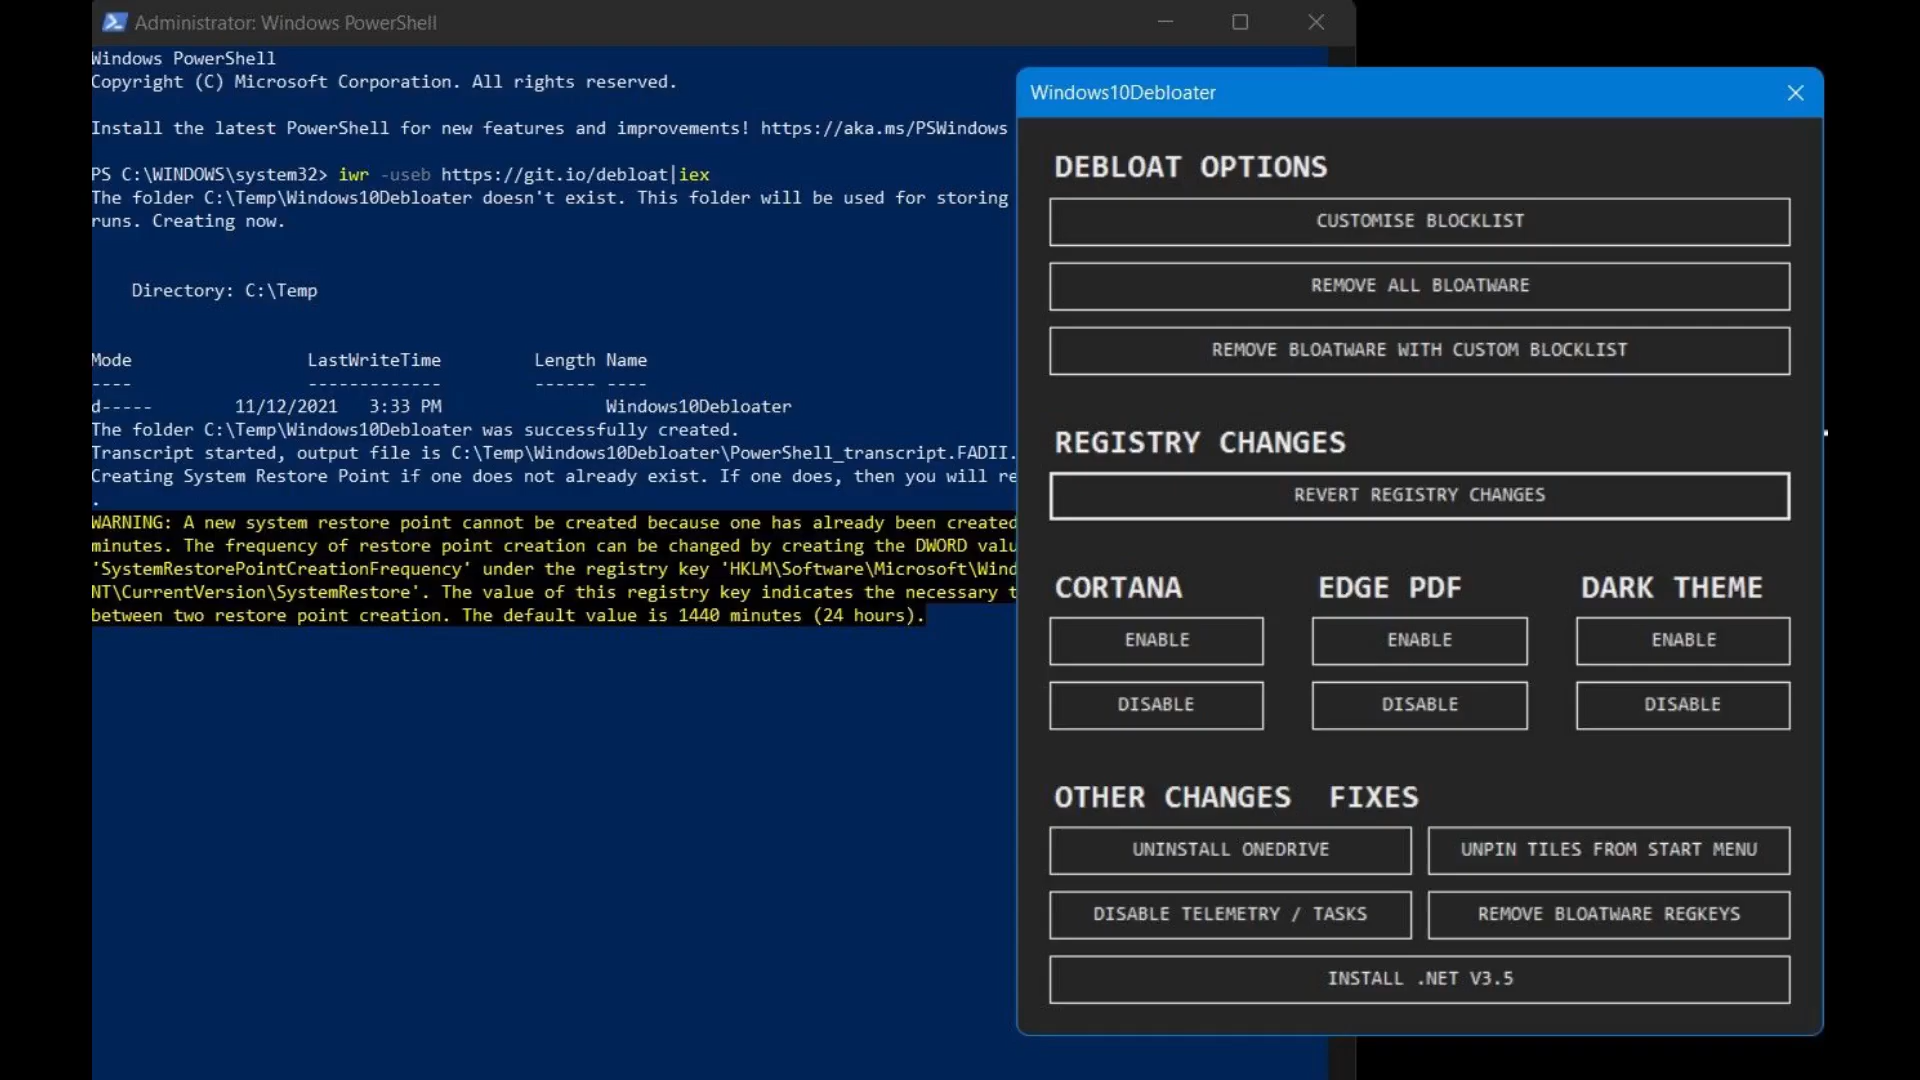 Administrator: Windows PowerShell
Windows PowerShell
Copyright (C) Microsoft Corporation. All rights reserved.
Install the latest PowerShell for new features and improvements! https://aka.ms/PSWindows
PS C:\WINDOWS\system32> iwr -useb https://git.io/debloat|iex
The folder C:\Temp\Windows10Debloater doesn't exist. This folder will be used for storing
runs. Creating now.
Directory: C:\Temp
Mode LastWriteTime Length Name
---- ------------- ------ ----
d----- 11/12/2021 3:33 PM Windows10Debloater
The folder C:\Temp\Windows10Debloater was successfully created.
Transcript started, output file is C:\Temp\Windows10Debloater\PowerShell_transcript.FADII.
Creating System Restore Point if one does not already exist. If one does, then you will re
.
WARNING: A new system restore point cannot be created because one has already been created
minutes. The frequency of restore point creation can be changed by creating the DWORD valu
'SystemRestorePointCreationFrequency' under the registry key 'HKLM\Software\Microsoft\Wind
NT\CurrentVersion\SystemRestore'. The value of this registry key indicates the necessary t
between two restore point creation. The default value is 1440 minutes (24 hours).
Windows10Debloater
DEBLOAT OPTIONS
CUSTOMISE BLOCKLIST
REMOVE ALL BLOATWARE
REMOVE BLOATWARE WITH CUSTOM BLOCKLIST
REGISTRY CHANGES
REVERT REGISTRY CHANGES
CORTANA EDGE PDF DARK THEME
ENABLE ENABLE ENABLE
DISABLE DISABLE DISABLE
OTHER CHANGES FIXES
UNINSTALL ONEDRIVE UNPIN TILES FROM START MENU
DISABLE TELEMETRY / TASKS REMOVE BLOATWARE REGKEYS
INSTALL .NET V3.5